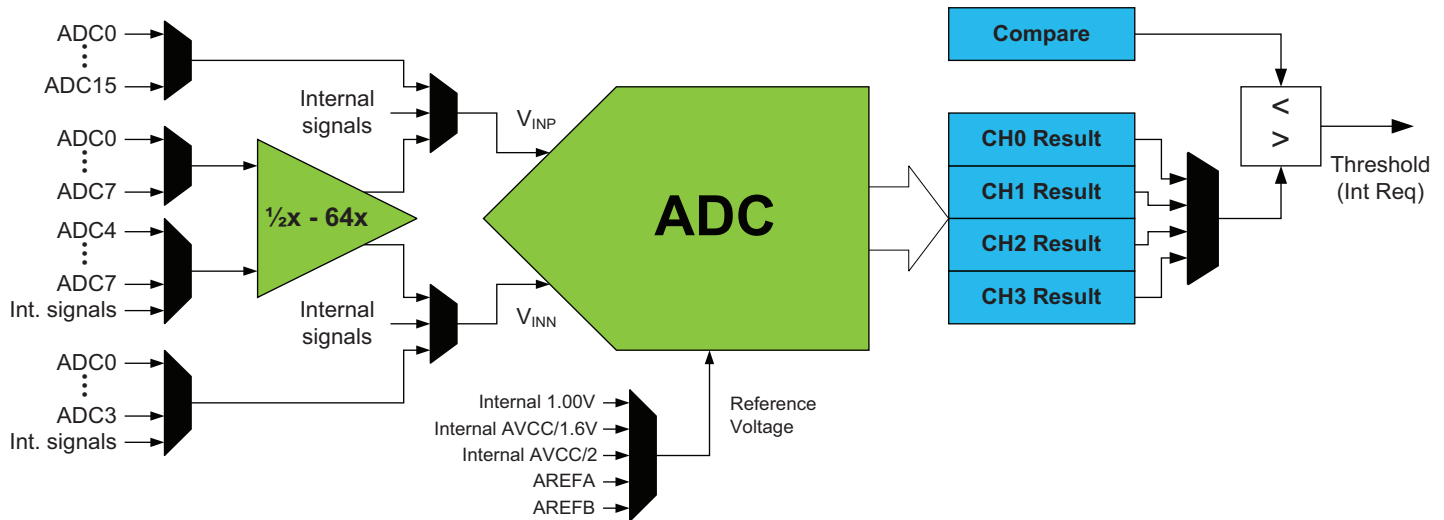 ADC0
ADC15
Internal
signals
ADC0
ADC7
½x - 64x
ADC4
ADC7
Int. signals
Internal
signals
ADC0
ADC3
Int. signals
VINP
VINN
ADC
Internal 1.00V
Internal AVCC/1.6V
Internal AVCC/2
AREFA
AREFB
Reference
Voltage
Compare
CH0 Result
CH1 Result
CH2 Result
CH3 Result
<
>
Threshold
(Int Req)